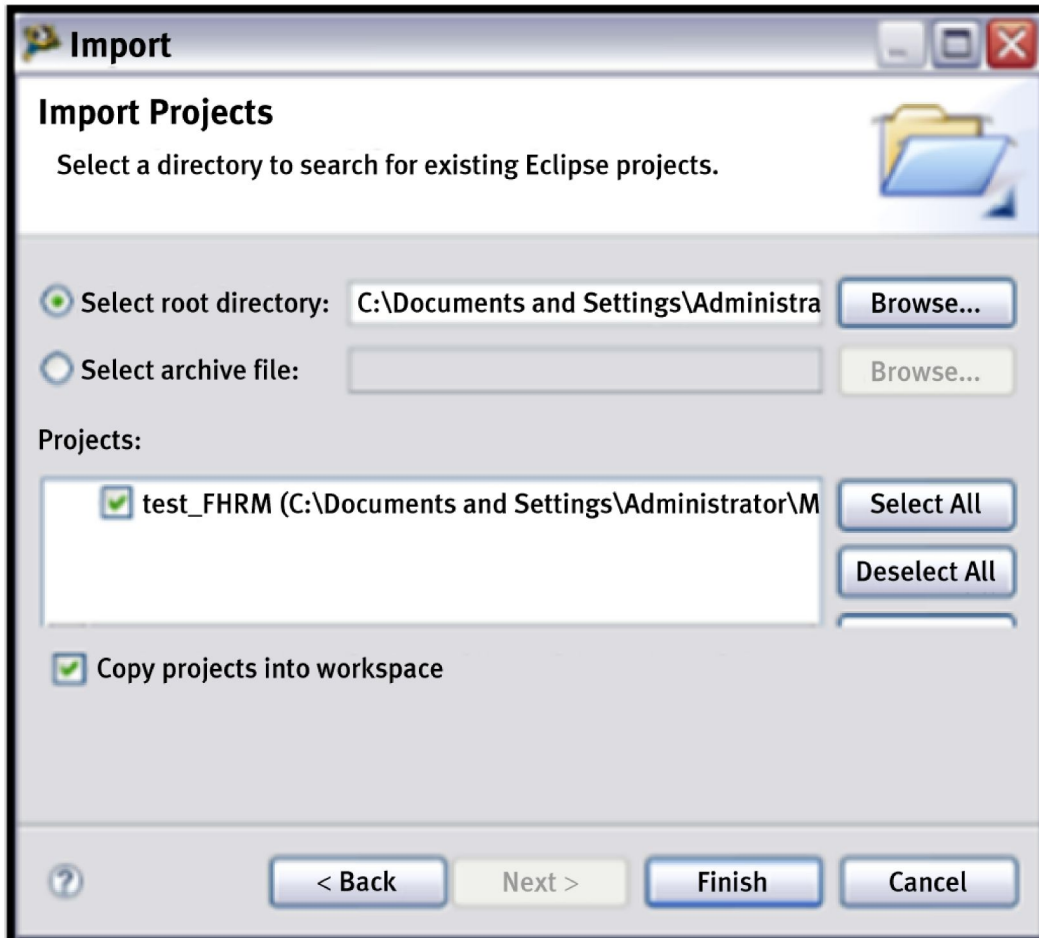 Import
Import Projects
Select a directory to search for existing Eclipse projects.
Select root directory: C:\Documents and Settings\Administra Browse...
Select archive file: Browse...
Projects:
test_FHRM (C:\Documents and Settings\Administrator\M Select All
Deselect All
Copy projects into workspace
? < Back Next > Finish Cancel